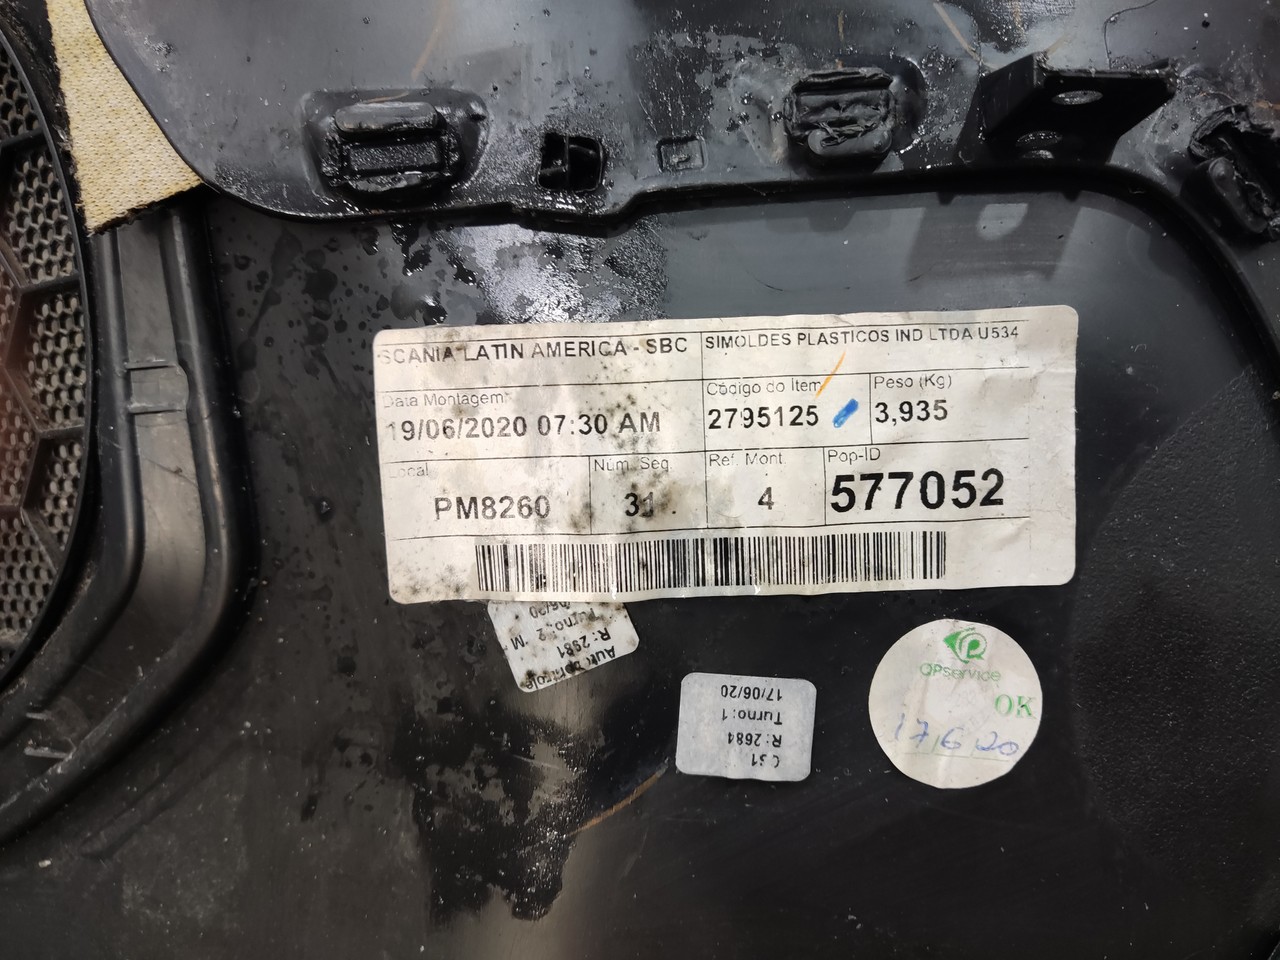 SCANIA LATIN AMERICA - SBC
SIMOLDES PLASTICOS IND LTDA U534
Data Montagem:
19/06/2020 07:30 AM
Código do Item
2795125
Peso (Kg)
3,935
Local
PM8260
Num. Seq.
31
Ref. Mont.
4
Pop-ID
577052
R: 2981
C31
R: 2684
Turno: 1
17/06/20
QPservice
OK
17/6/20